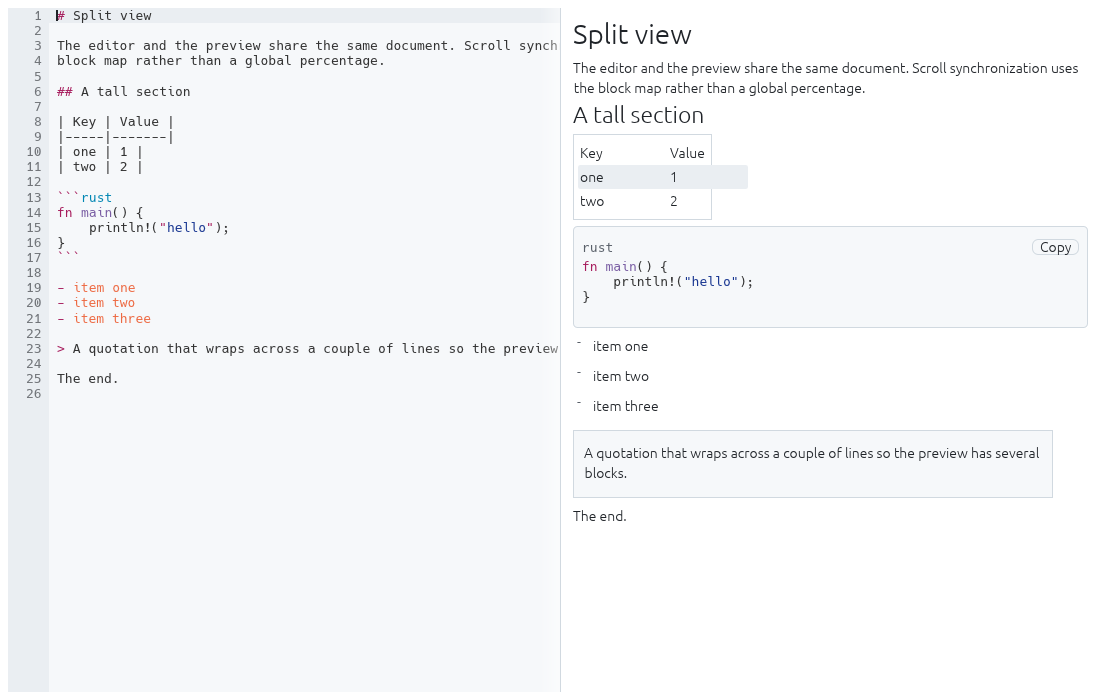 1 # Split view
2
3 The editor and the preview share the same document. Scroll synch
4 block map rather than a global percentage.
5
6 ## A tall section
7
8 | Key | Value |
9 |-----|-------|
10 | one | 1 |
11 | two | 2 |
12
13 ```rust
14 fn main() {
15     println!("hello");
16 }
17 ```
18
19 - item one
20 - item two
21 - item three
22
23 > A quotation that wraps across a couple of lines so the preview
24
25 The end.
26
Split view
The editor and the preview share the same document. Scroll synchronization uses
the block map rather than a global percentage.
A tall section
Key Value
one 1
two 2
rust Copy
fn main() {
    println!("hello");
}
- item one
- item two
- item three
A quotation that wraps across a couple of lines so the preview has several
blocks.
The end.